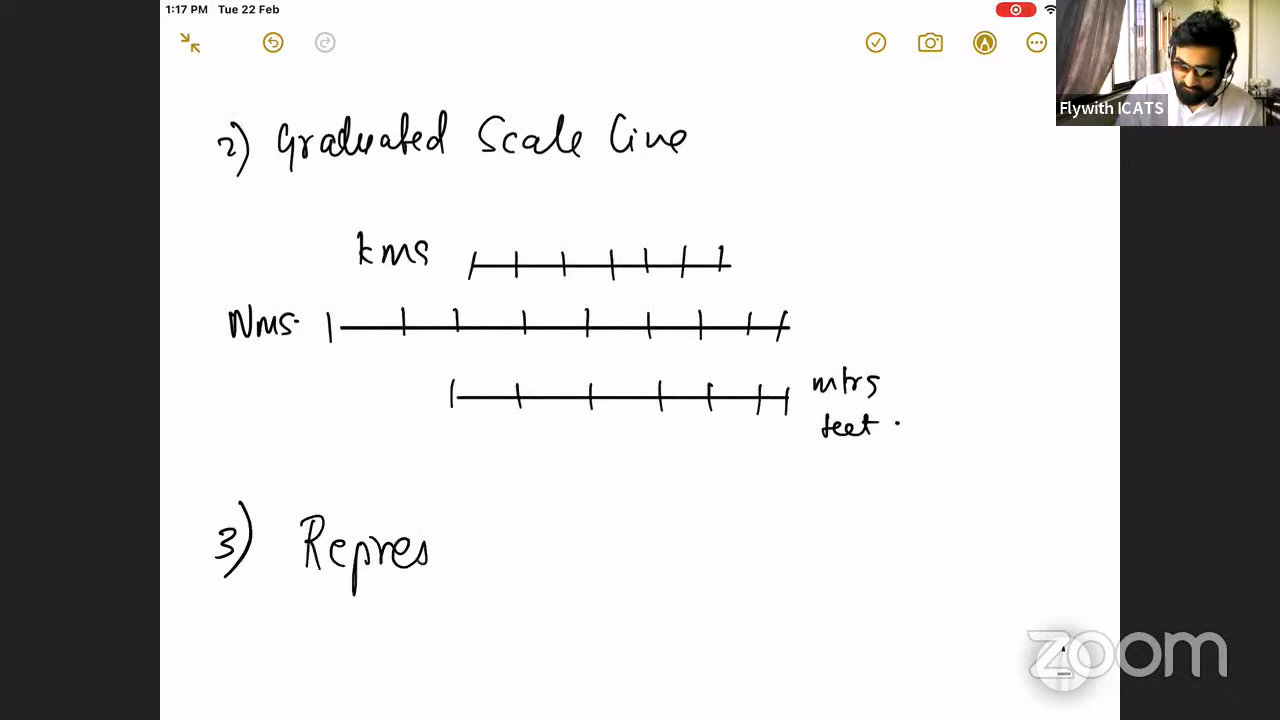 1:17 PM Tue 22 Feb
Flywith ICATS
2) Graduated Scale Line
kms
Nms.
mtrs
feet .
3) Repres
zoom